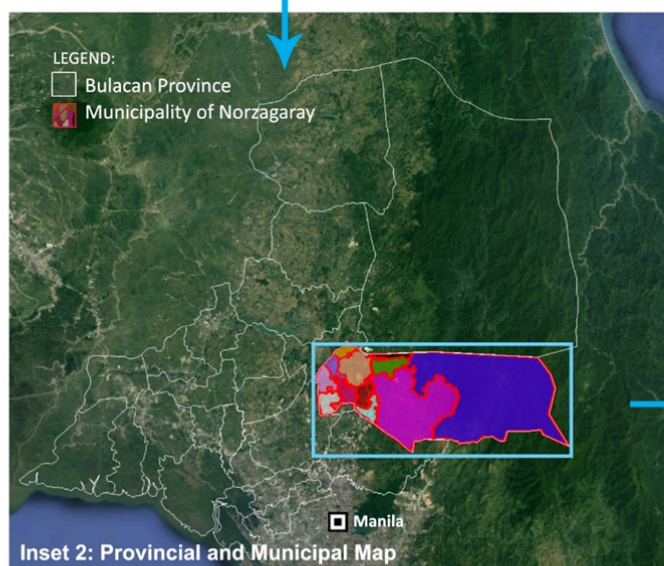 LEGEND:
Bulacan Province
Municipality of Norzagaray
Manila
Inset 2: Provincial and Municipal Map